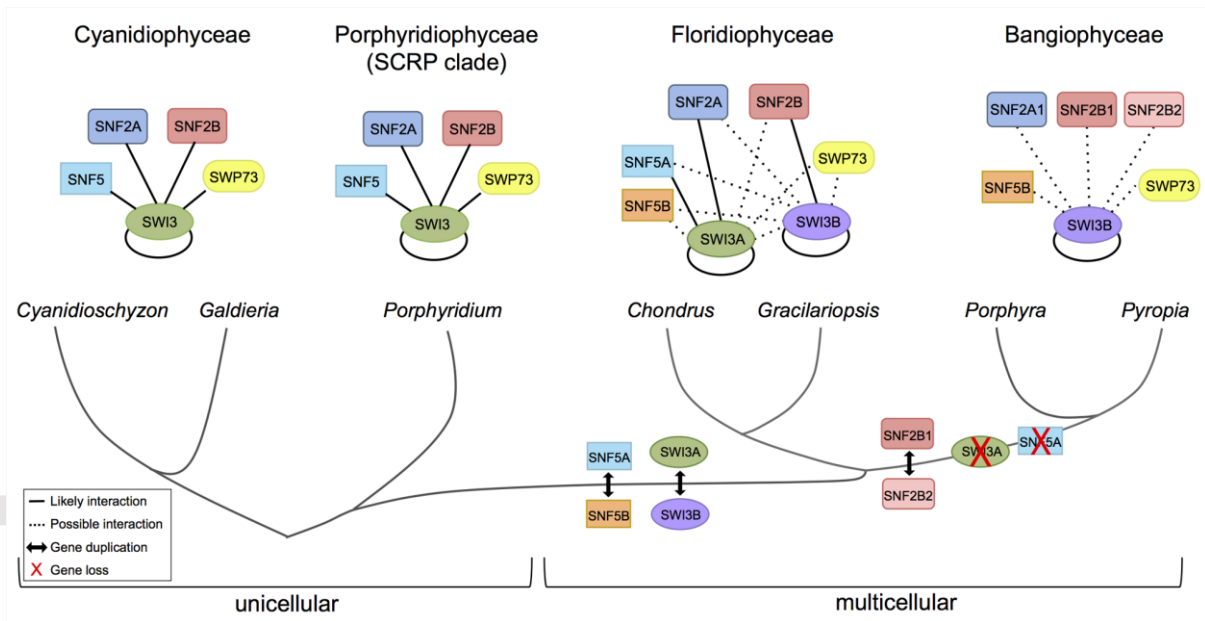 Cyanidiophyceae
Porphyridiophyceae
(SCRP clade)
Floridiophyceae
Bangiophyceae
SNF2A
SNF2B
SNF5
SWP73
SWI3
SNF2A
SNF2B
SNF5
SWP73
SWI3
SNF2A
SNF2B
SNF5A
SWP73
SNF5B
SWI3A
SWI3B
SNF2A1
SNF2B1
SNF2B2
SNF5B
SWP73
SWI3B
Cyanidioschyzon
Galdieria
Porphyridium
Chondrus
Gracilariopsis
Porphyra
Pyropia
SNF5A
SWI3A
SNF5B
SWI3B
SNF2B1
SNF2B2
SWI3A
SNF5A
Likely interaction
Possible interaction
Gene duplication
Gene loss
unicellular
multicellular